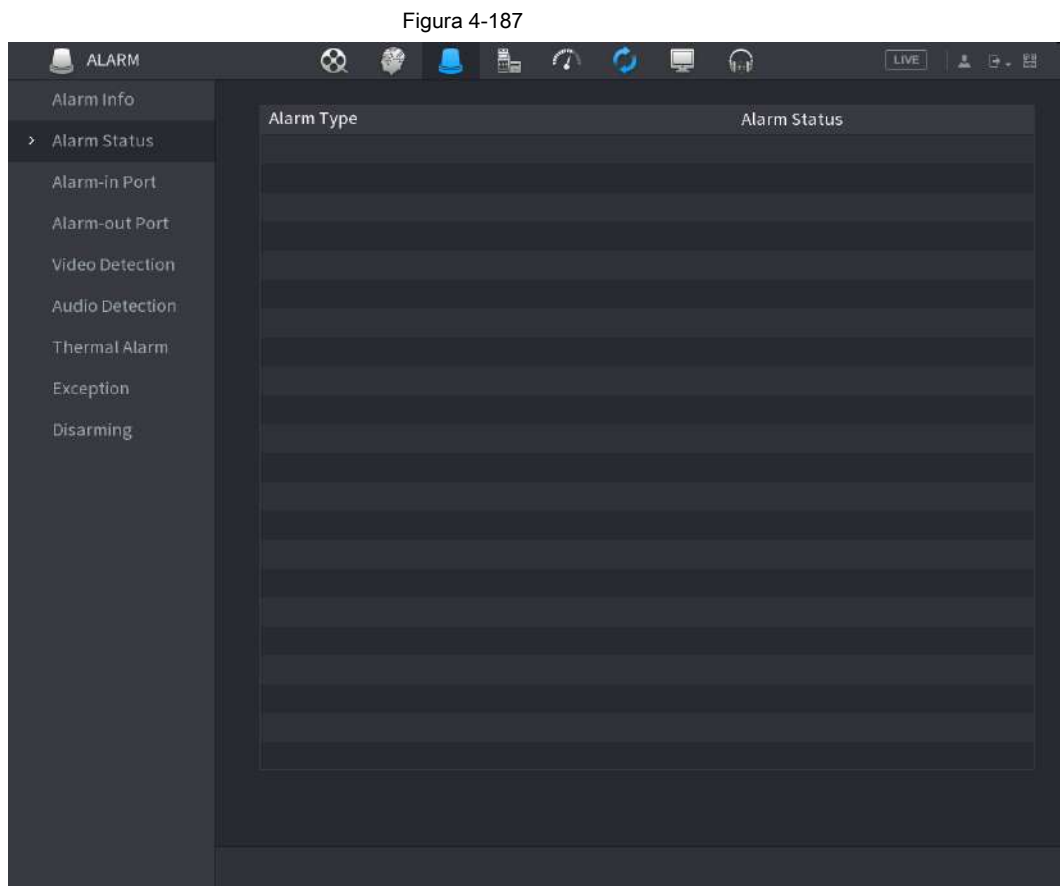 Figura 4-187
ALARM
LIVE
Alarm Info
Alarm Type Alarm Status
> Alarm Status
Alarm-in Port
Alarm-out Port
Video Detection
Audio Detection
Thermal Alarm
Exception
Disarming